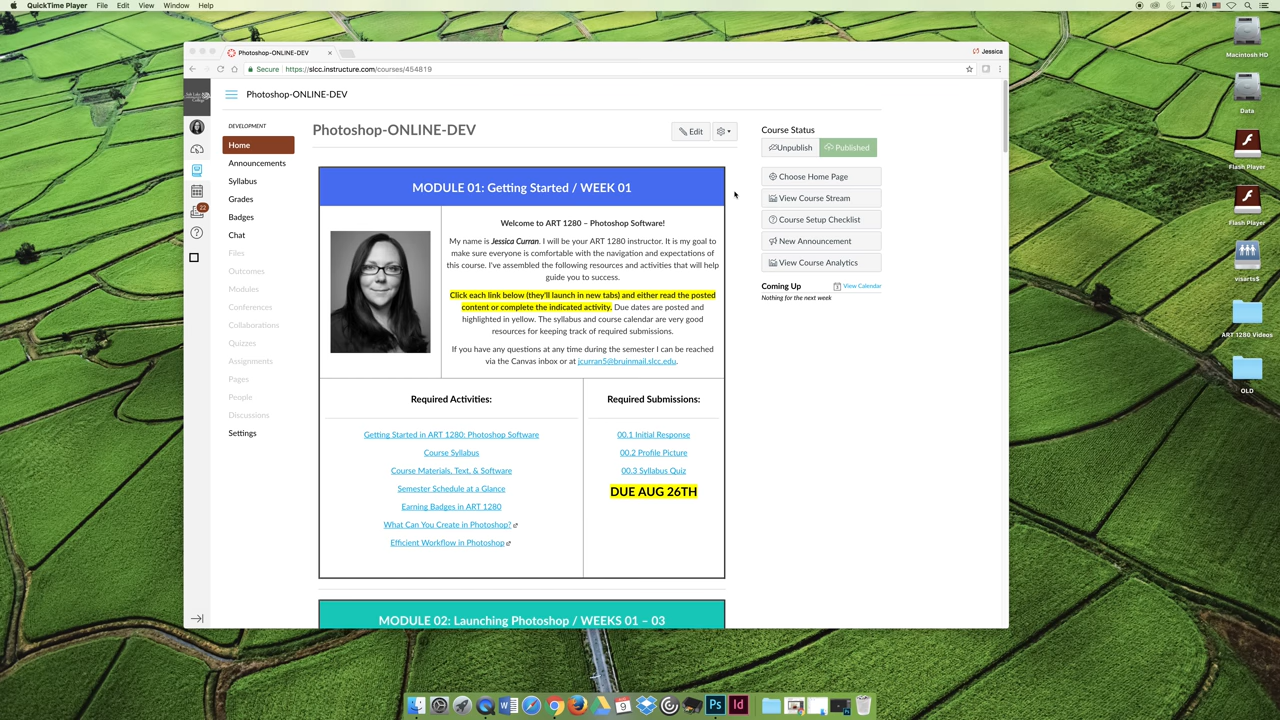 QuickTime Player File Edit View Window Help
Photoshop-ONLINE-DEV
Jessica
Secure https://slcc.instructure.com/courses/454819
Photoshop-ONLINE-DEV
Photoshop-ONLINE-DEV
Edit
DEVELOPMENT
Home
Announcements
Syllabus
Grades
Badges
Chat
Files
Outcomes
Modules
Conferences
Collaborations
Quizzes
Assignments
Pages
People
Discussions
Settings
22
MODULE 01: Getting Started / WEEK 01
Welcome to ART 1280 – Photoshop Software!
My name is Jessica Curran. I will be your ART 1280 instructor. It is my goal to
make sure everyone is comfortable with the navigation and expectations of
this course. I've assembled the following resources and activities that will help
guide you to success.
Click each link below (they'll launch in new tabs) and either read the posted
content or complete the indicated activity. Due dates are posted and
highlighted in yellow. The syllabus and course calendar are very good
resources for keeping track of required submissions.
If you have any questions at any time during the semester I can be reached
via the Canvas inbox or at jcurran5@bruinmail.slcc.edu.
Required Activities:
Getting Started in ART 1280: Photoshop Software
Course Syllabus
Course Materials, Text, & Software
Semester Schedule at a Glance
Earning Badges in ART 1280
What Can You Create in Photoshop?
Efficient Workflow in Photoshop
Required Submissions:
00.1 Initial Response
00.2 Profile Picture
00.3 Syllabus Quiz
DUE AUG 26TH
MODULE 02: Launching Photoshop / WEEKS 01 – 03
Course Status
Unpublish Published
Choose Home Page
View Course Stream
Course Setup Checklist
New Announcement
View Course Analytics
Coming Up View Calendar
Nothing for the next week
Macintosh HD
Data
Flash Player
Flash Player
visarts$
ART 1280 Videos
OLD
9
Ps
Id